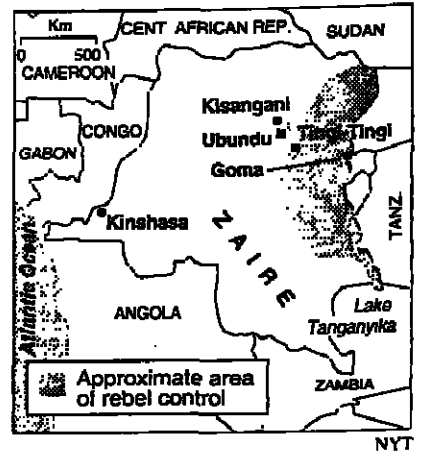 Km
0 500
CENT AFRICAN REP.
SUDAN
CAMEROON
Kisangani
CONGO
Ubundu
Tingi-Tingi
GABON
Goma
Kinshasa
TANZ.
ZAIRE
Atlantic Ocean
ANGOLA
Lake
Tanganyika
Approximate area
of rebel control
ZAMBIA
NYT